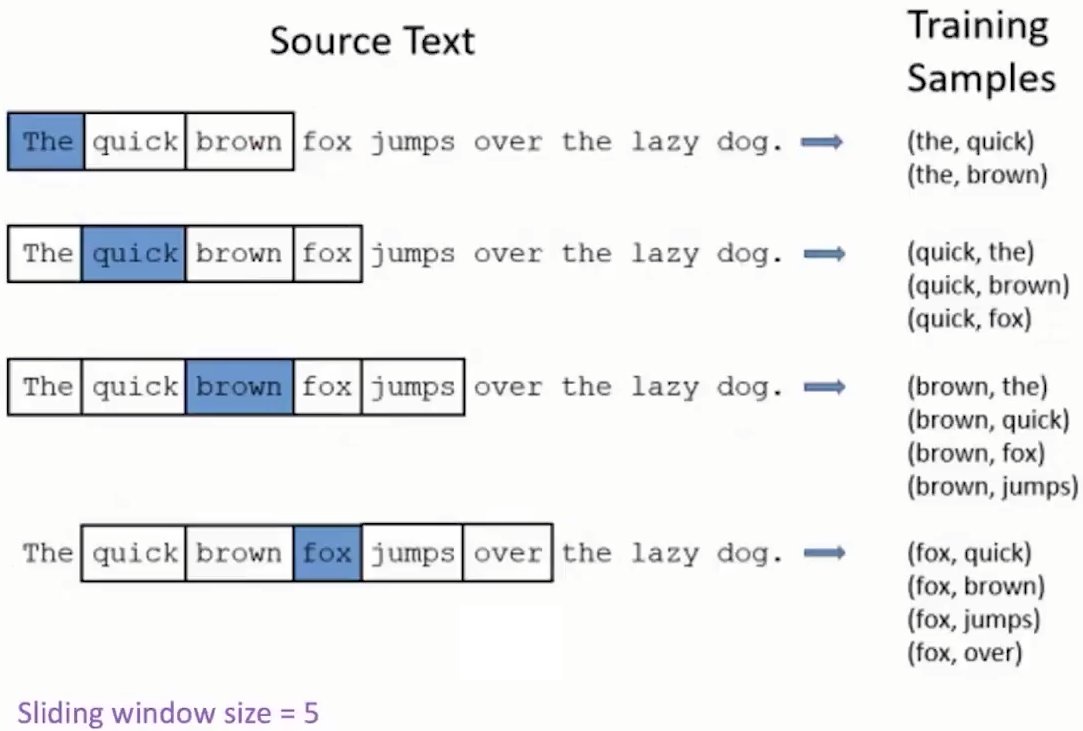 Source Text
Training
Samples
The quick brown fox jumps over the lazy dog.
(the, quick)
(the, brown)
The quick brown fox jumps over the lazy dog.
(quick, the)
(quick, brown)
(quick, fox)
The quick brown fox jumps over the lazy dog.
(brown, the)
(brown, quick)
(brown, fox)
(brown, jumps)
The quick brown fox jumps over the lazy dog.
(fox, quick)
(fox, brown)
(fox, jumps)
(fox, over)
Sliding window size = 5